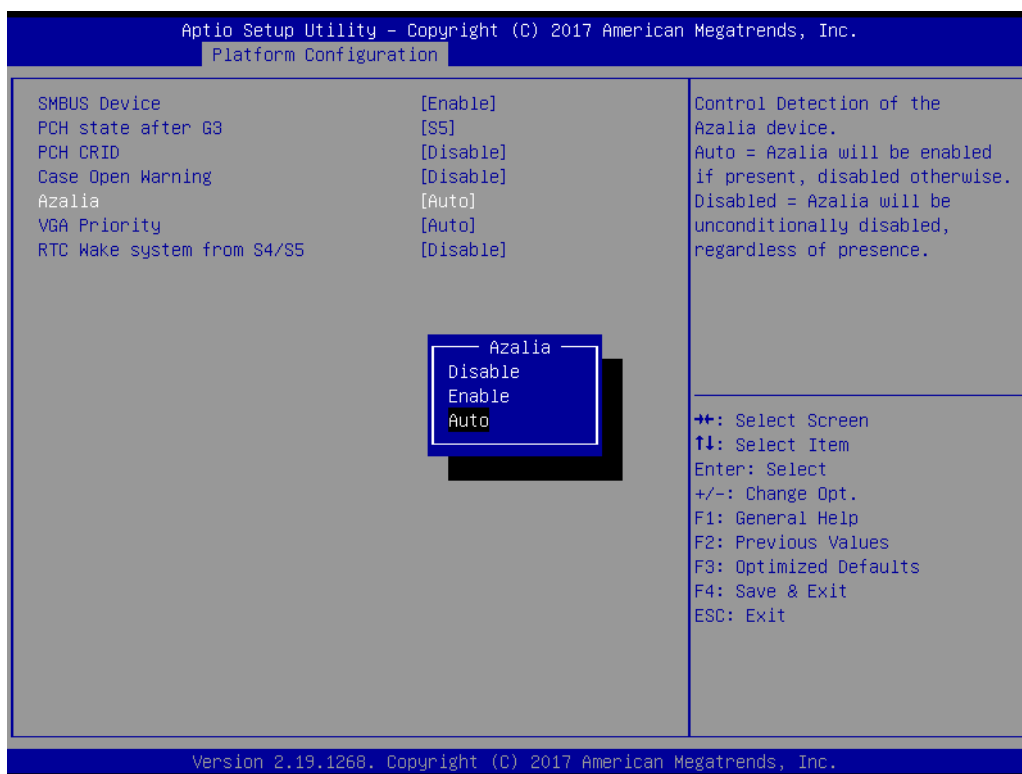 Aptio Setup Utility – Copyright (C) 2017 American Megatrends, Inc.
Platform Configuration
SMBUS Device [Enable]
PCH state after G3 [S5]
PCH CRID [Disable]
Case Open Warning [Disable]
Azalia [Auto]
VGA Priority [Auto]
RTC Wake system from S4/S5 [Disable]
Control Detection of the
Azalia device.
Auto = Azalia will be enabled
if present, disabled otherwise.
Disabled = Azalia will be
unconditionally disabled,
regardless of presence.
Azalia
Disable
Enable
Auto
→←: Select Screen
↑↓: Select Item
Enter: Select
+/-: Change Opt.
F1: General Help
F2: Previous Values
F3: Optimized Defaults
F4: Save & Exit
ESC: Exit
Version 2.19.1268. Copyright (C) 2017 American Megatrends, Inc.